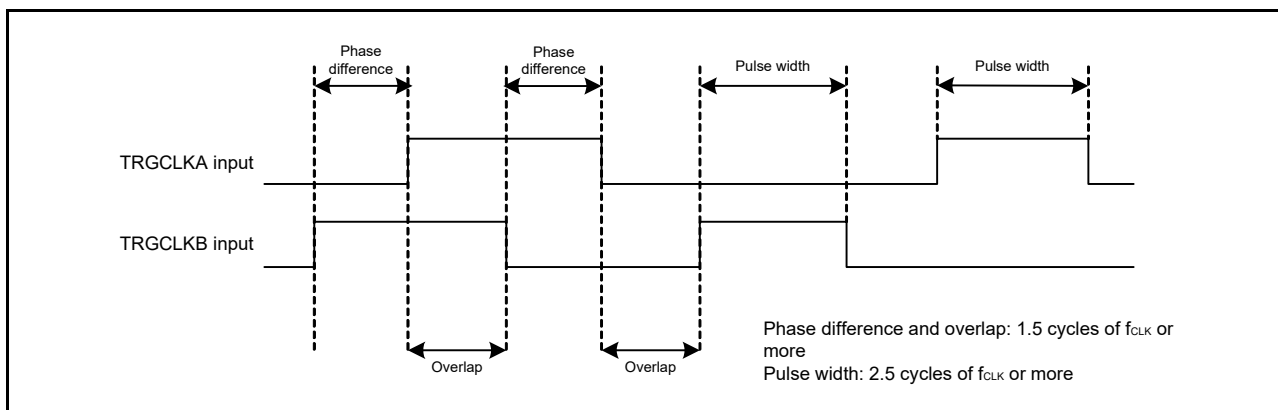 Phase
difference
Phase
difference
Pulse width
Pulse width
TRGCLKA input
TRGCLKB input
Overlap
Overlap
Phase difference and overlap: 1.5 cycles of fCLK or
more
Pulse width: 2.5 cycles of fCLK or more